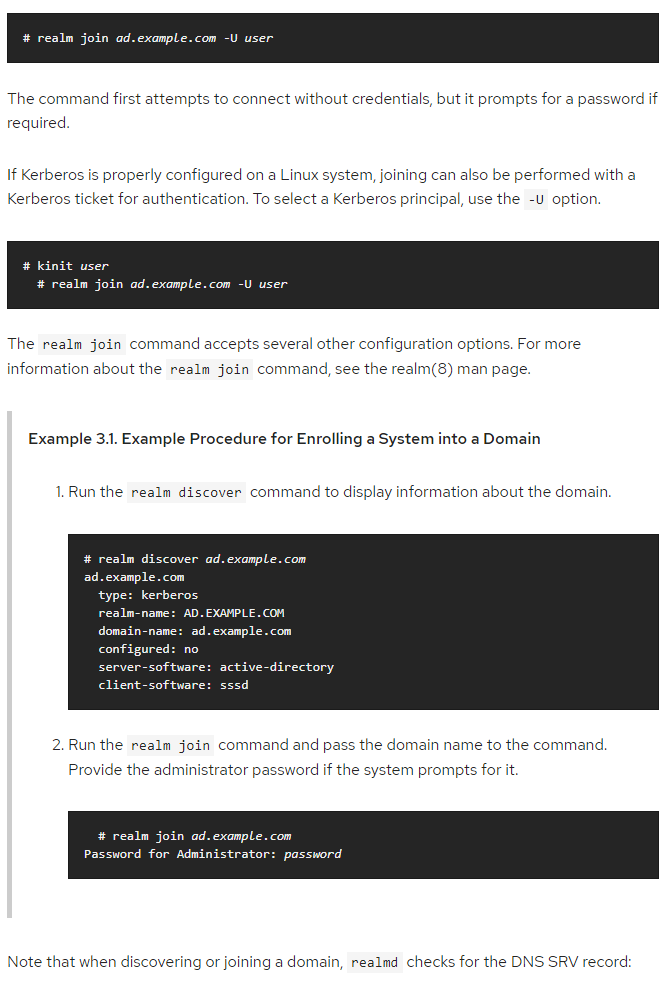 # realm join ad.example.com -U user
The command first attempts to connect without credentials, but it prompts for a password if
required.
If Kerberos is properly configured on a Linux system, joining can also be performed with a
Kerberos ticket for authentication. To select a Kerberos principal, use the -U option.
# kinit user
# realm join ad.example.com -U user
The realm join command accepts several other configuration options. For more
information about the realm join command, see the realm(8) man page.
Example 3.1. Example Procedure for Enrolling a System into a Domain
1. Run the realm discover command to display information about the domain.
# realm discover ad.example.com
ad.example.com
type: kerberos
realm-name: AD.EXAMPLE.COM
domain-name: ad.example.com
configured: no
server-software: active-directory
client-software: sssd
2. Run the realm join command and pass the domain name to the command.
Provide the administrator password if the system prompts for it.
# realm join ad.example.com
Password for Administrator: password
Note that when discovering or joining a domain, realmd checks for the DNS SRV record: